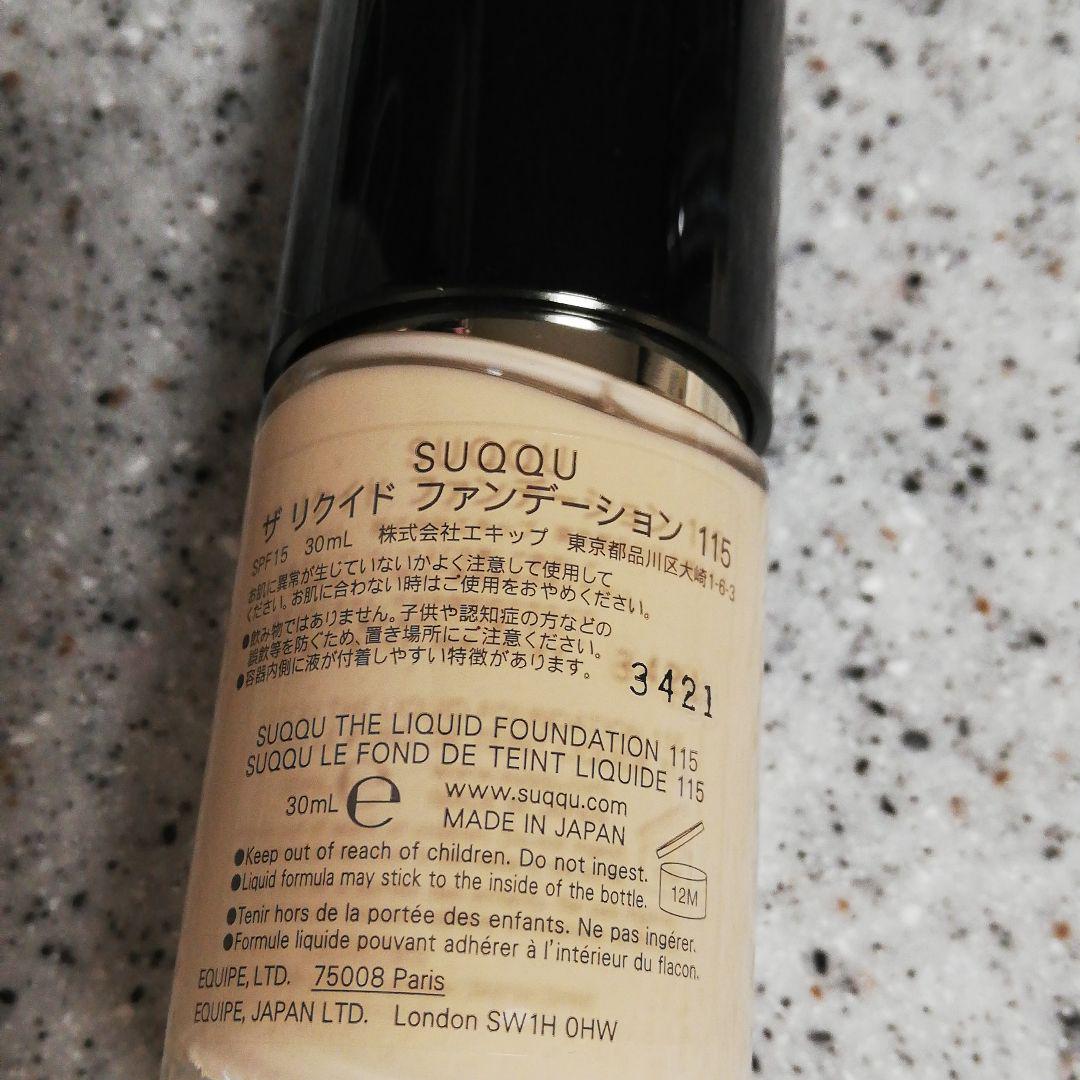 SUQQU
ザ リクイド ファンデーション 115
SPF15 30mL 株式会社エキップ 東京都品川区大崎1-6-3
お肌に異常が生じていないかよく注意して使用して
ください。お肌に合わない時はご使用をおやめください。
●飲み物ではありません。子供や認知症の方などの
誤飲等を防ぐため、置き場所にご注意ください。
●容器内側に液が付着しやすい特徴があります。
3421
SUQQU THE LIQUID FOUNDATION 115
SUQQU LE FOND DE TEINT LIQUIDE 115
30mL e www.suqqu.com
MADE IN JAPAN
●Keep out of reach of children. Do not ingest.
●Liquid formula may stick to the inside of the bottle.
12M
●Tenir hors de la portée des enfants. Ne pas ingérer.
●Formule liquide pouvant adhérer à l'intérieur du flacon.
EQUIPE, LTD. 75008 Paris
EQUIPE, JAPAN LTD. London SW1H 0HW